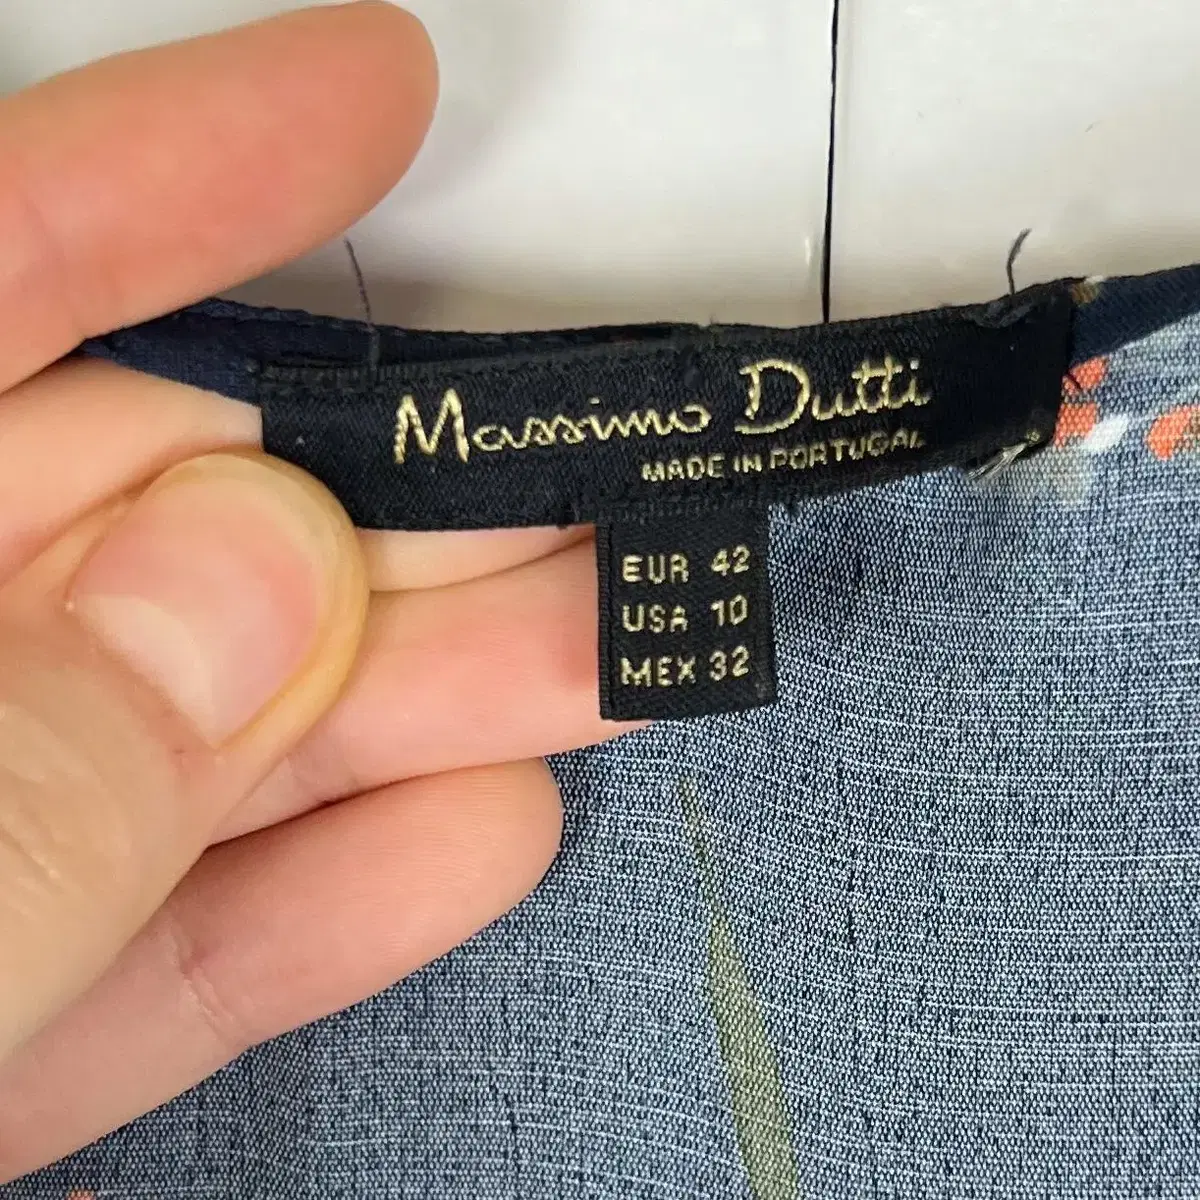 Massimo Dutti
MADE IN PORTUGAL
EUR 42
USA 10
MEX 32